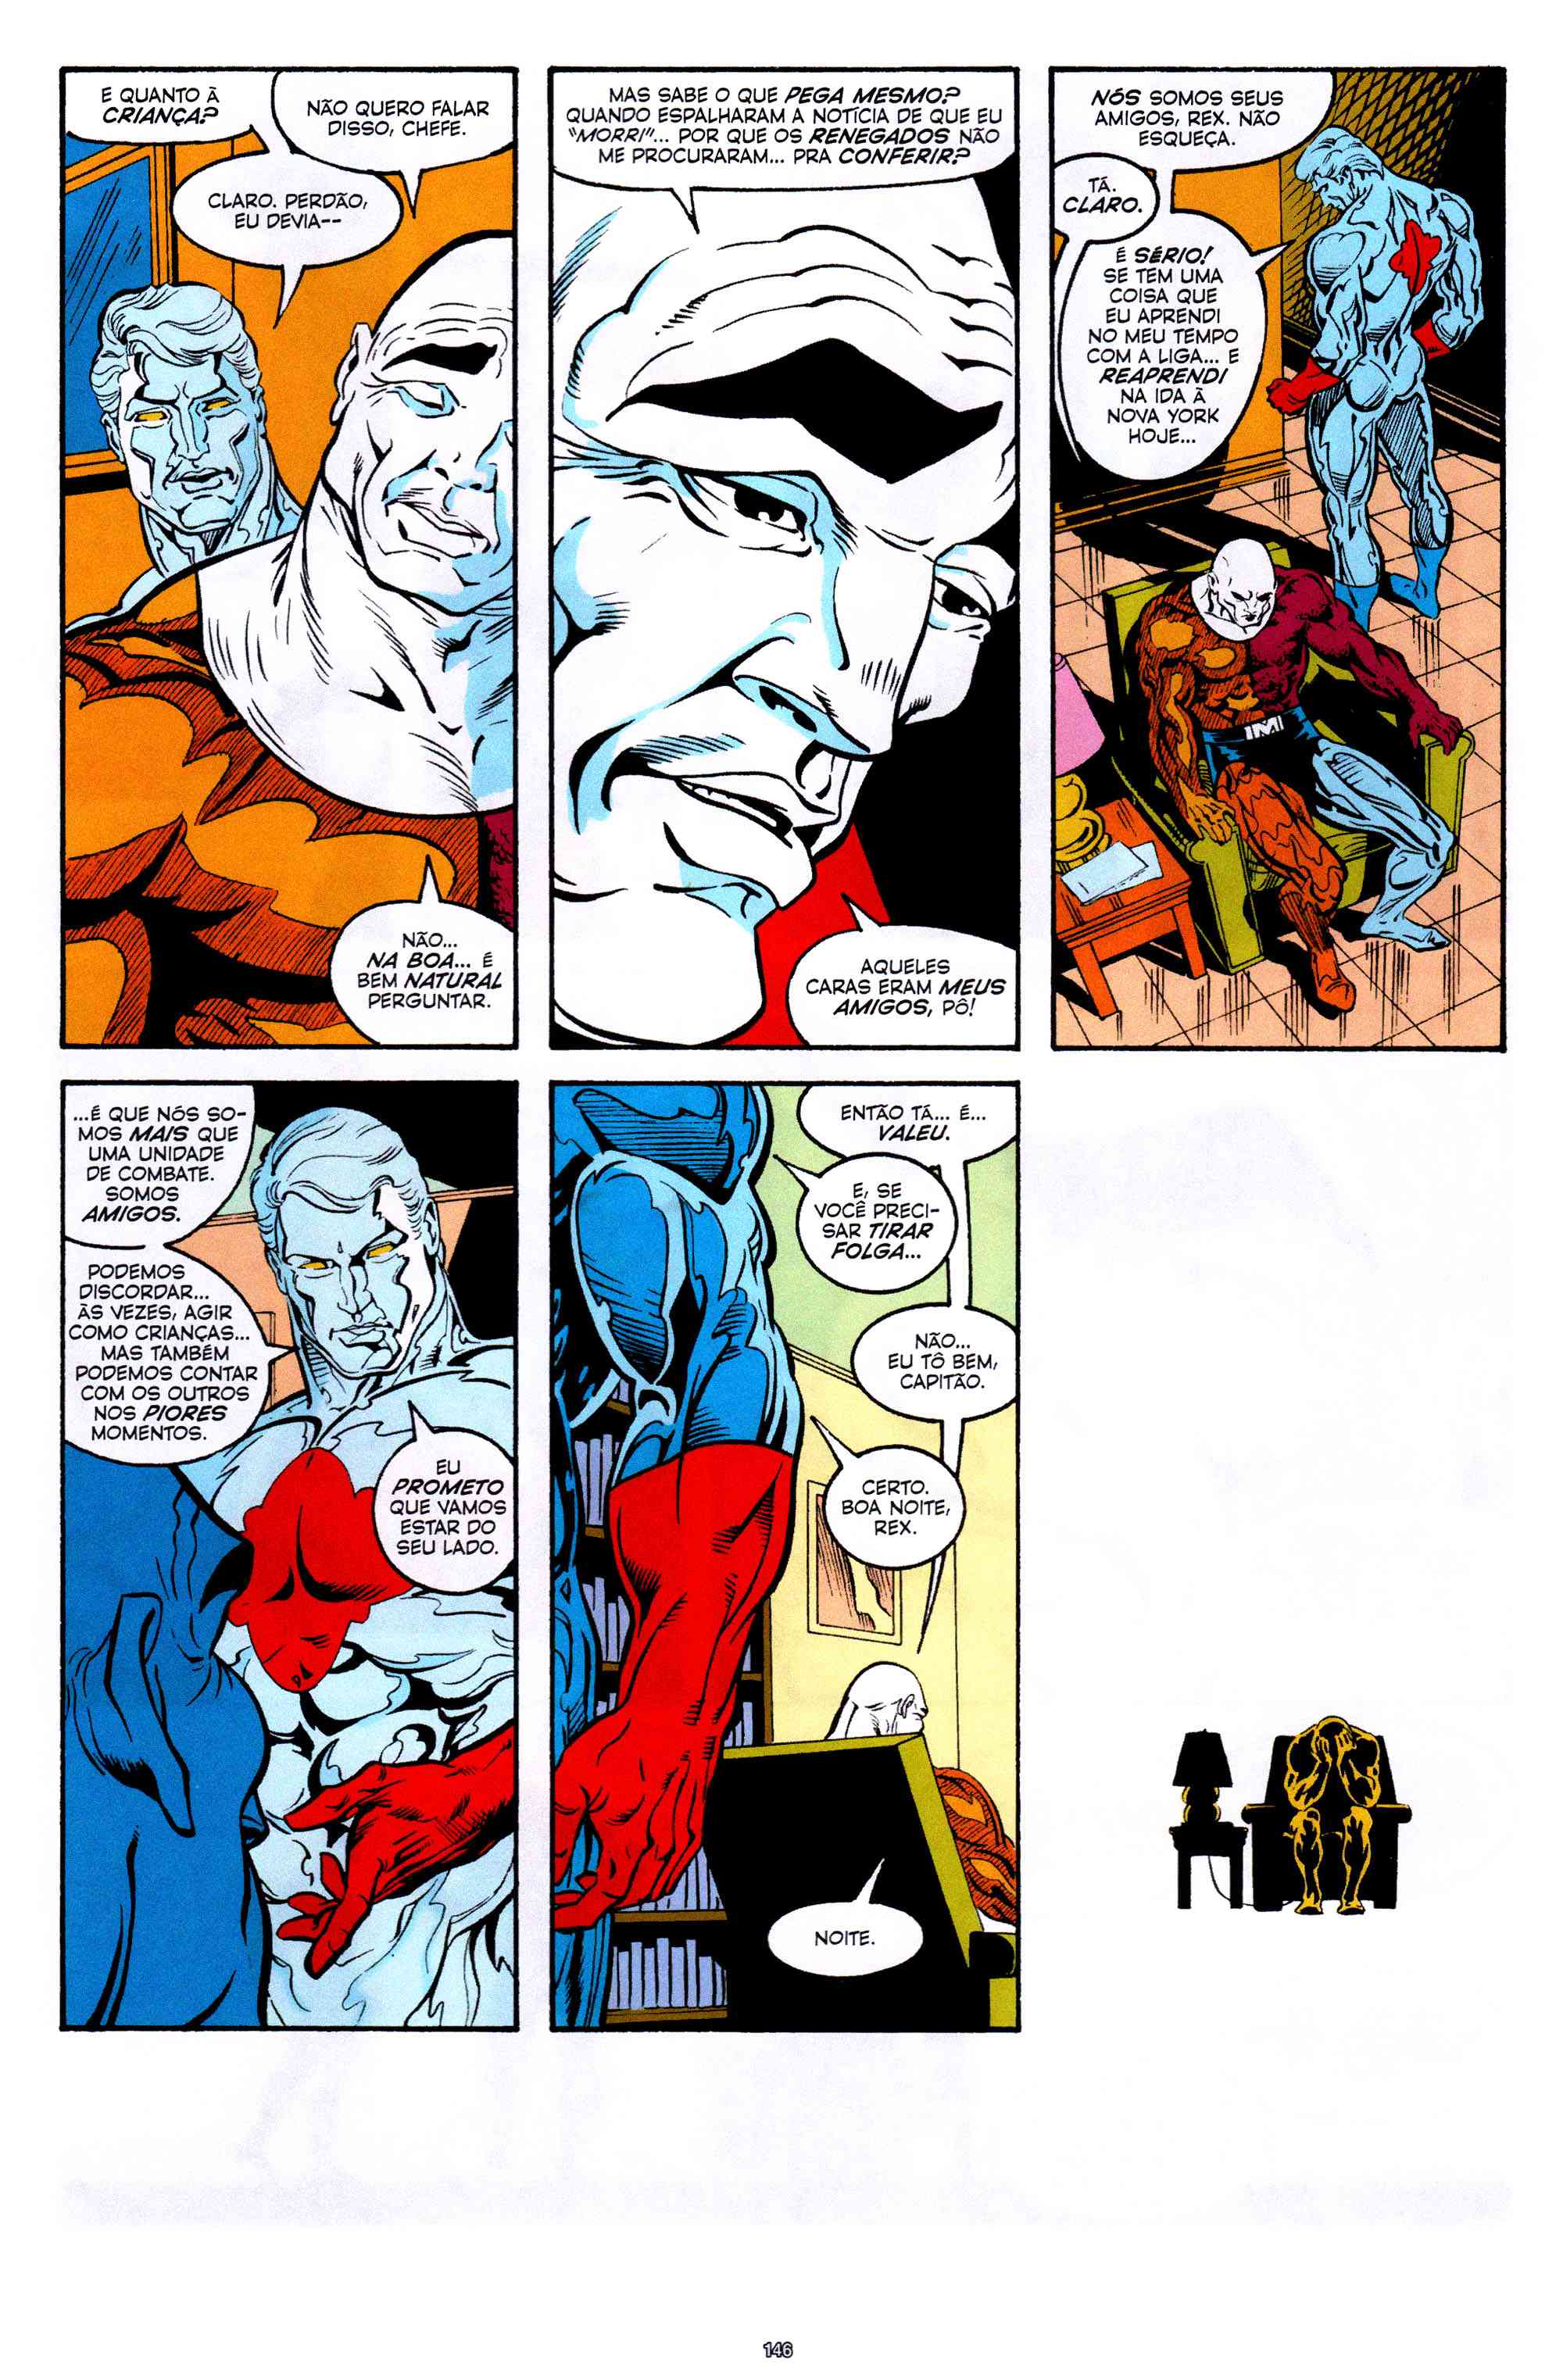 E QUANTO À
CRIANÇA?
NÃO QUERO FALAR
DISSO, CHEFE.
CLARO. PERDÃO,
EU DEVIA--
NÃO...
NA BOA... É
BEM NATURAL
PERGUNTAR.
MAS SABE O QUE PEGA MESMO?
QUANDO ESPALHARAM A NOTÍCIA DE QUE EU
"MORRI"... POR QUE OS RENEGADOS NÃO
ME PROCURARAM... PRA CONFERIR?
AQUELES
CARAS ERAM MEUS
AMIGOS, PÔ!
NÓS SOMOS SEUS
AMIGOS, REX. NÃO
ESQUEÇA.
TÁ.
CLARO.
É SÉRIO!
SE TEM UMA
COISA QUE
EU APRENDI
NO MEU TEMPO
COM A LIGA... E
REAPRENDI
NA IDA À
NOVA YORK
HOJE...
M
...É QUE NÓS SO-
MOS MAIS QUE
UMA UNIDADE
DE COMBATE.
SOMOS
AMIGOS.
PODEMOS
DISCORDAR...
ÀS VEZES, AGIR
COMO CRIANÇAS...
MAS TAMBÉM
PODEMOS CONTAR
COM OS OUTROS
NOS PIORES
MOMENTOS.
EU
PROMETO
QUE VAMOS
ESTAR DO
SEU LADO.
ENTÃO TÁ... É...
VALEU.
E, SE
VOCÊ PRECI-
SAR TIRAR
FOLGA...
NÃO...
EU TÔ BEM,
CAPITÃO.
CERTO.
BOA NOITE,
REX.
NOITE.
146